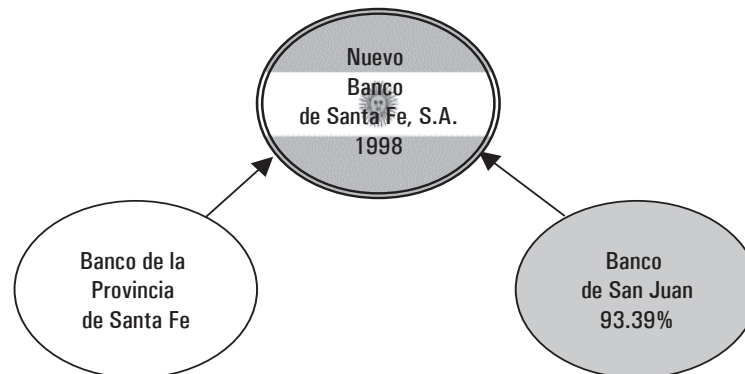 Nuevo
Banco
de Santa Fe, S.A.
1998
Banco de la
Provincia
de Santa Fe
Banco
de San Juan
93.39%